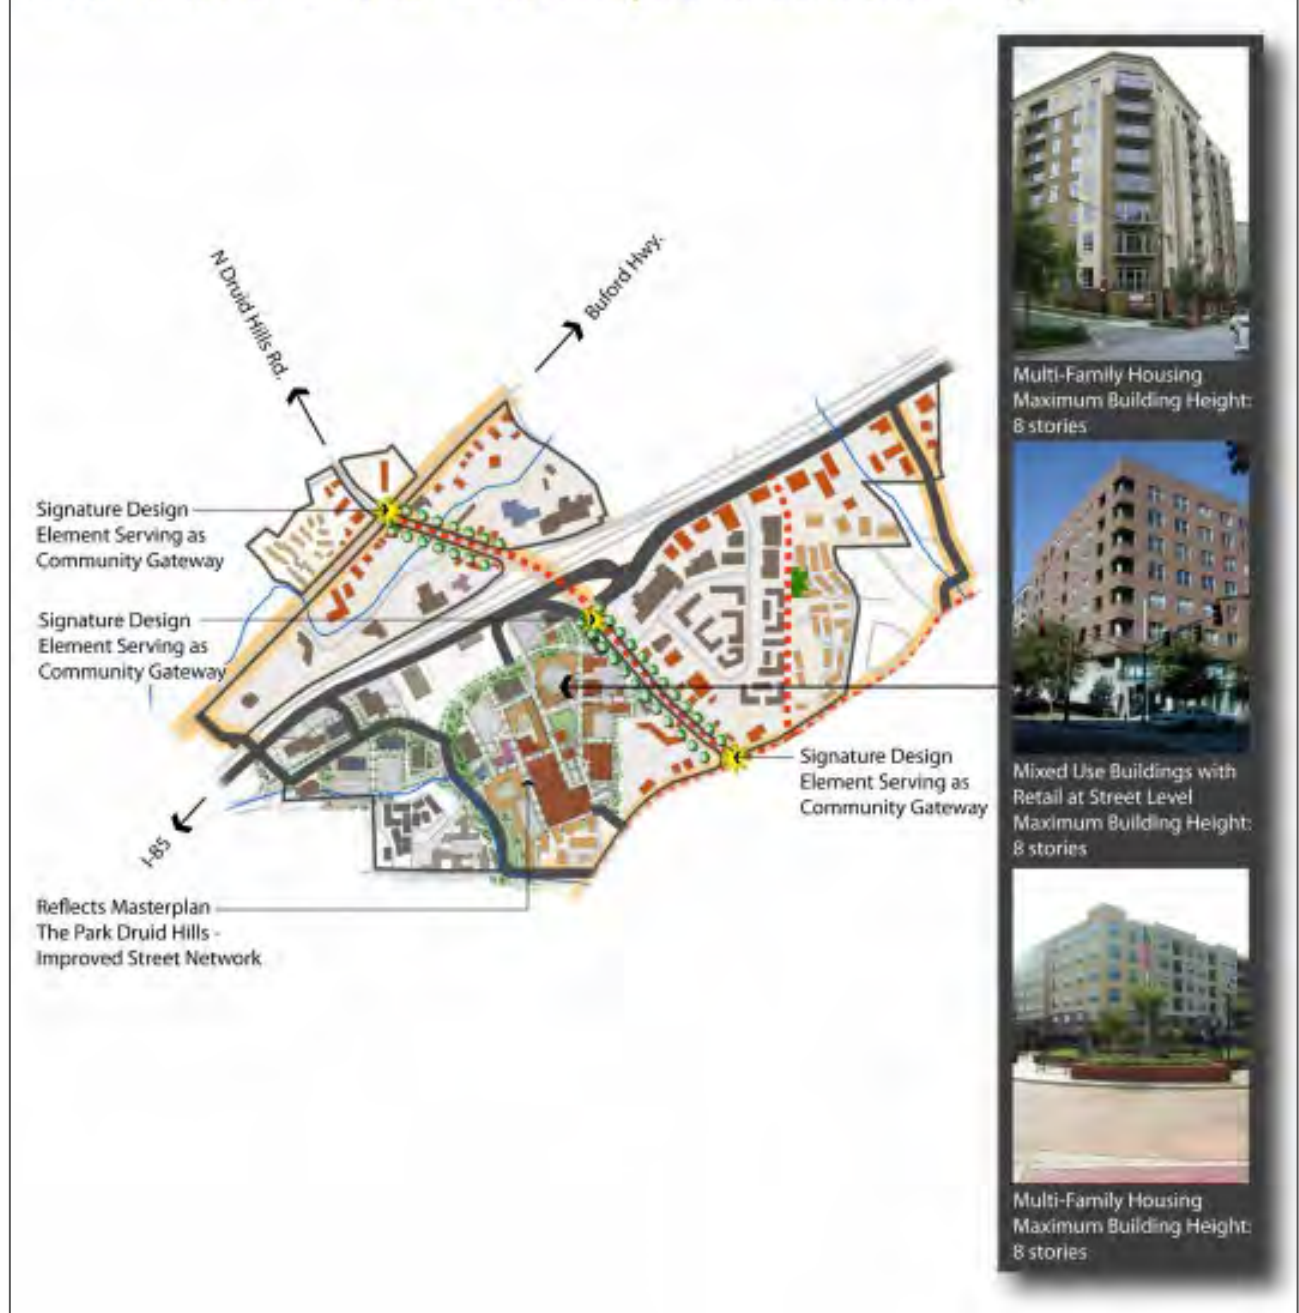 N Druid Hills Rd.
Buford Hwy.
Signature Design
Element Serving as
Community Gateway
Signature Design
Element Serving as
Community Gateway
Signature Design
Element Serving as
Community Gateway
I-85
Reflects Masterplan
The Park Druid Hills -
Improved Street Network
Multi-Family Housing
Maximum Building Height:
8 stories
Mixed Use Buildings with
Retail at Street Level
Maximum Building Height:
8 stories
Multi-Family Housing
Maximum Building Height:
8 stories